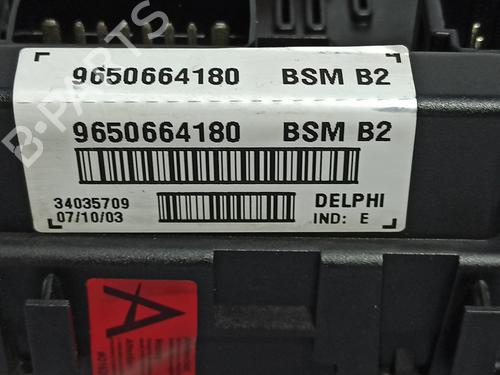 9650664180 BSM B2
9650664180 BSM B2
34035709 DELPHI
07/10/03 IND: E
A
B-PARTS